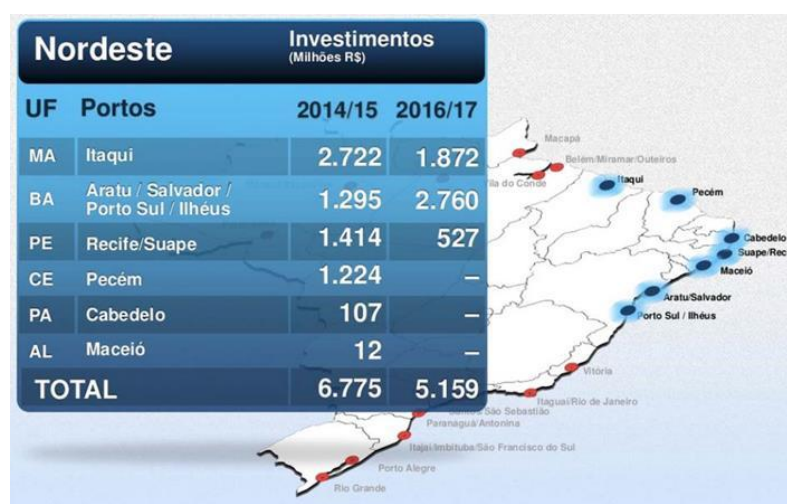 Nordeste
Investimentos
(Milhões R$)
UF Portos 2014/15 2016/17
MA Itaqui 2.722 1.872
BA Aratu / Salvador / Porto Sul / Ilhéus 1.295 2.760
PE Recife/Suape 1.414 527
CE Pecém 1.224 –
PA Cabedelo 107 –
AL Maceió 12 –
TOTAL 6.775 5.159
Macapá
Belém/Miramar/Outeiros
Vila do Conde
Itaqui
Pecém
Cabedelo
Suape/Rec
Maceió
Aratu/Salvador
Porto Sul / Ilhéus
Vitória
Itaguaí/Rio de Janeiro
Santos/São Sebastião
Paranaguá/Antonina
Itajaí/Imbituba/São Francisco do Sul
Porto Alegre
Rio Grande